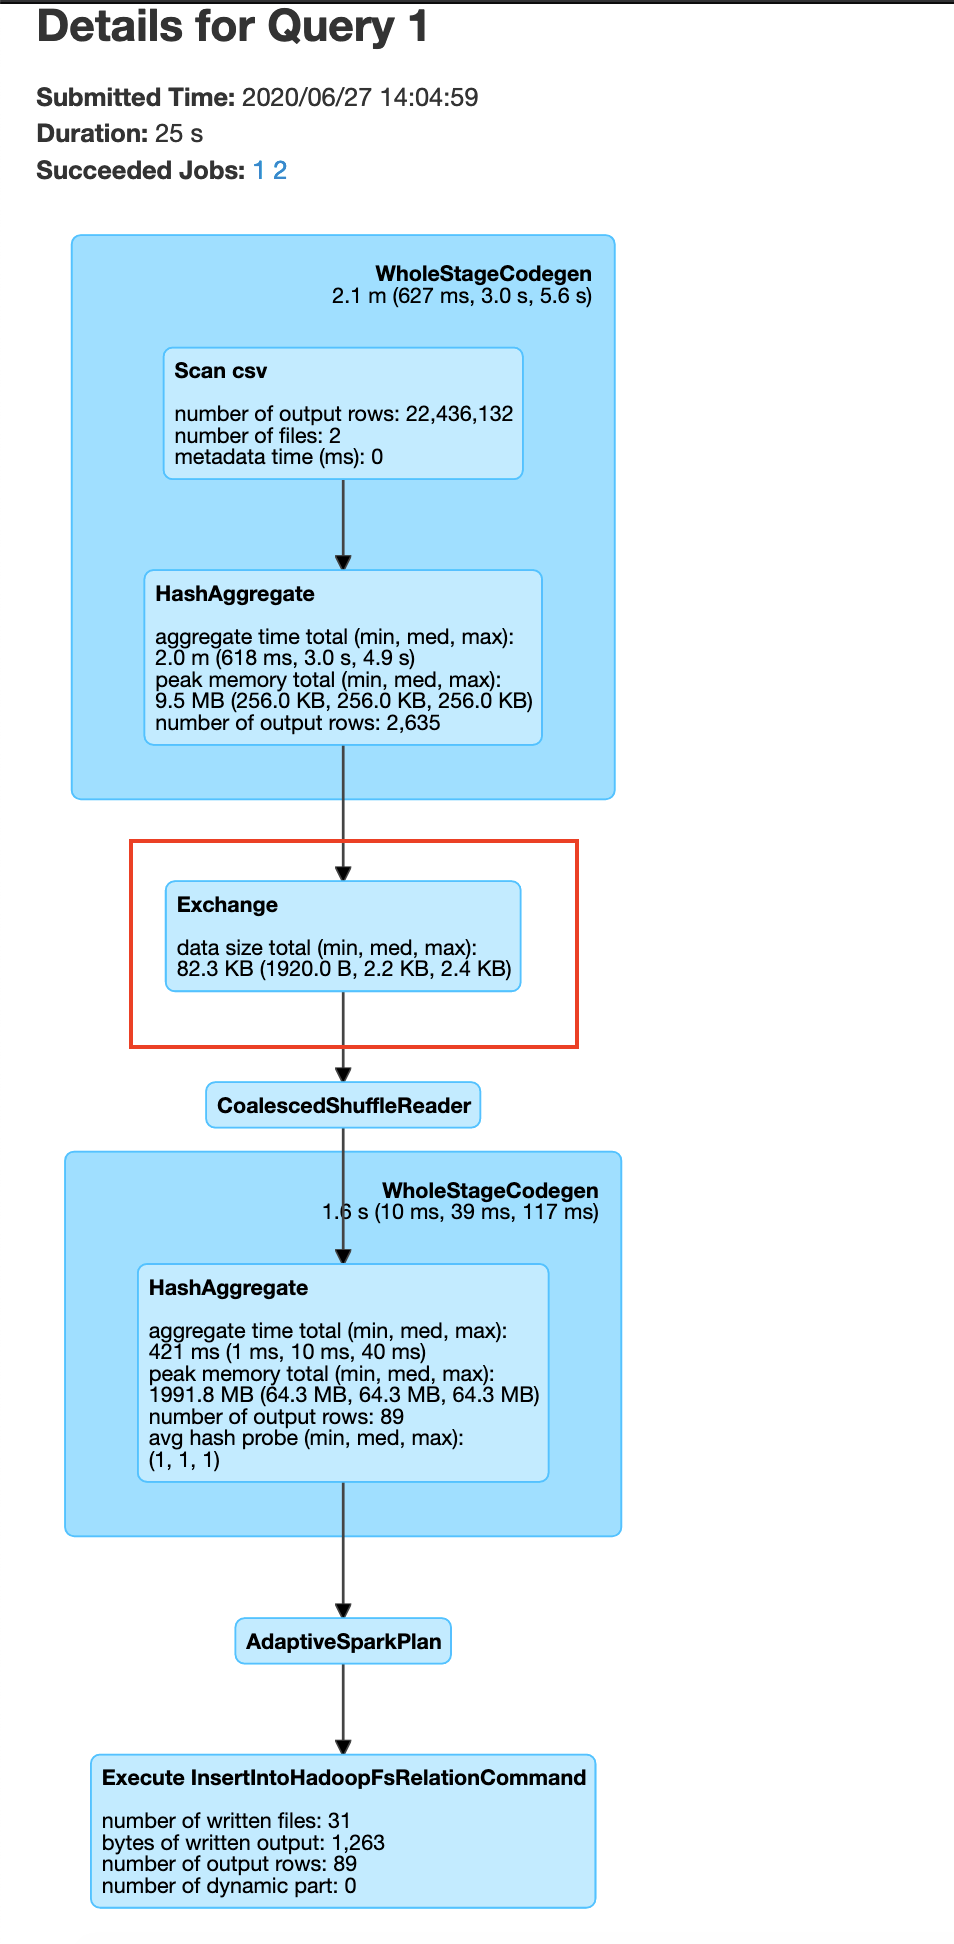 Details for Query 1
Submitted Time: 2020/06/27 14:04:59
Duration: 25 s
Succeeded Jobs: 1 2
WholeStageCodegen
2.1 m (627 ms, 3.0 s, 5.6 s)
Scan csv
number of output rows: 22,436,132
number of files: 2
metadata time (ms): 0
HashAggregate
aggregate time total (min, med, max):
2.0 m (618 ms, 3.0 s, 4.9 s)
peak memory total (min, med, max):
9.5 MB (256.0 KB, 256.0 KB, 256.0 KB)
number of output rows: 2,635
Exchange
data size total (min, med, max):
82.3 KB (1920.0 B, 2.2 KB, 2.4 KB)
CoalescedShuffleReader
WholeStageCodegen
1.6 s (10 ms, 39 ms, 117 ms)
HashAggregate
aggregate time total (min, med, max):
421 ms (1 ms, 10 ms, 40 ms)
peak memory total (min, med, max):
1991.8 MB (64.3 MB, 64.3 MB, 64.3 MB)
number of output rows: 89
avg hash probe (min, med, max):
(1, 1, 1)
AdaptiveSparkPlan
Execute InsertIntoHadoopFsRelationCommand
number of written files: 31
bytes of written output: 1,263
number of output rows: 89
number of dynamic part: 0